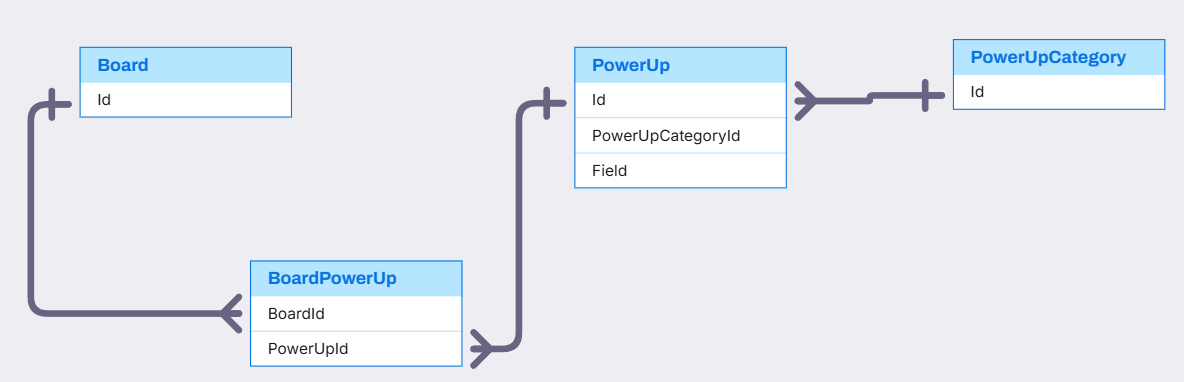 Board
Id
PowerUp
Id
PowerUpCategoryId
Field
PowerUpCategory
Id
BoardPowerUp
BoardId
PowerUpId